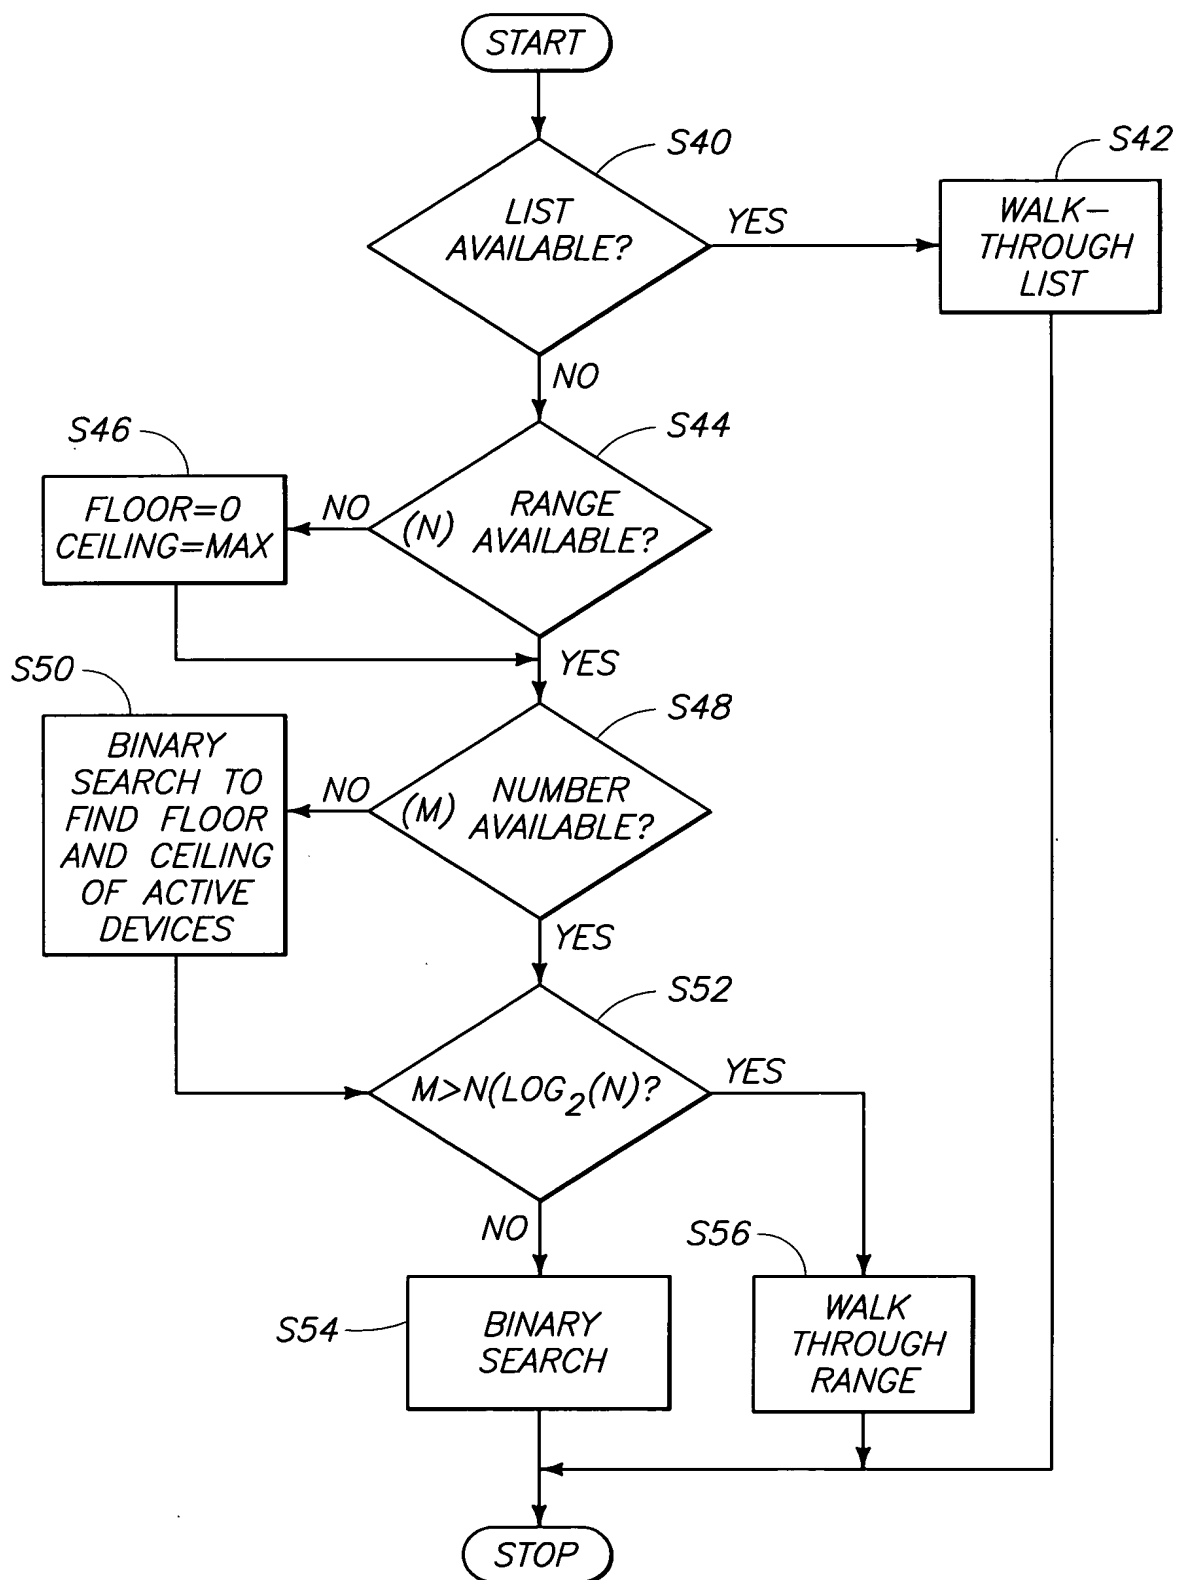 START
S40
LIST
AVAILABLE?
YES
S42
WALK-
THROUGH
LIST
NO
S44
(N)
RANGE
AVAILABLE?
NO
S46
FLOOR=0
CEILING=MAX
YES
S48
(M)
NUMBER
AVAILABLE?
NO
S50
BINARY
SEARCH TO
FIND FLOOR
AND CEILING
OF ACTIVE
DEVICES
YES
S52
M>N(LOG₂(N)?
YES
NO
S54
BINARY
SEARCH
S56
WALK
THROUGH
RANGE
STOP